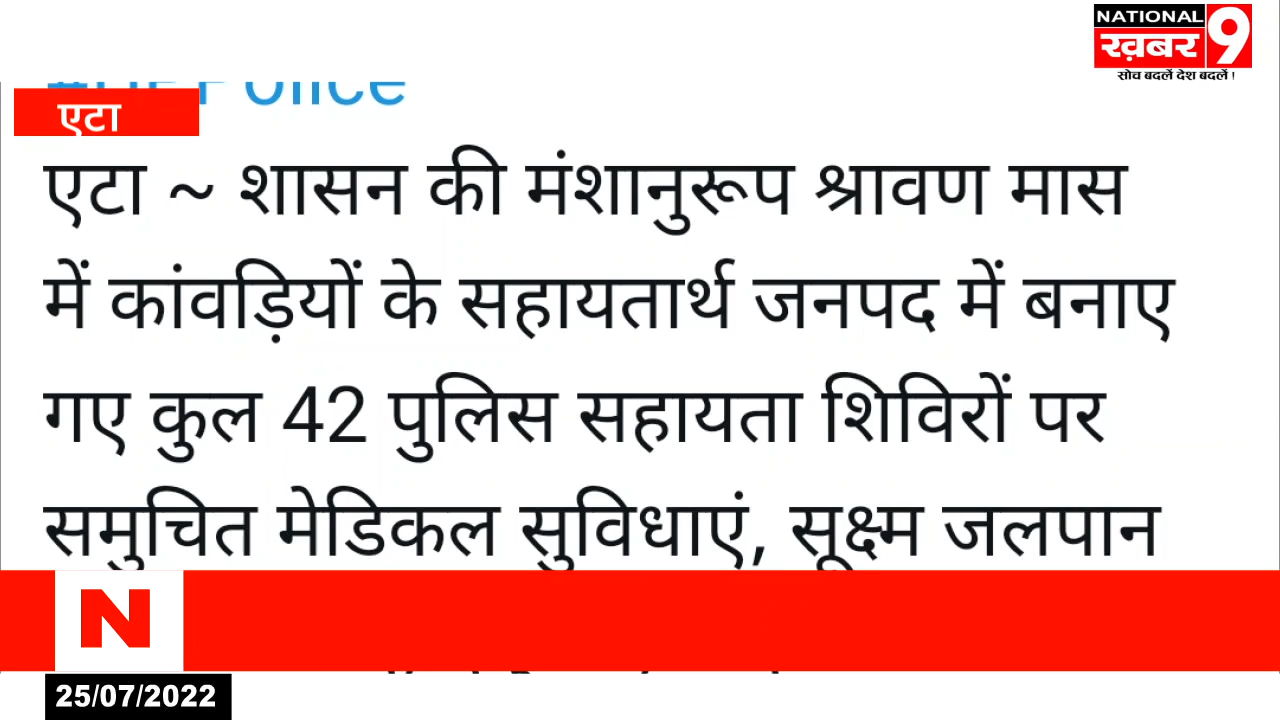 NATIONAL
ख़बर 9
सोच बदलें देश बदलें !
एटा
एटा ~ शासन की मंशानुरूप श्रावण मास
में कांवड़ियों के सहायतार्थ जनपद में बनाए
गए कुल 42 पुलिस सहायता शिविरों पर
समुचित मेडिकल सुविधाएं, सूक्ष्म जलपान
N
25/07/2022